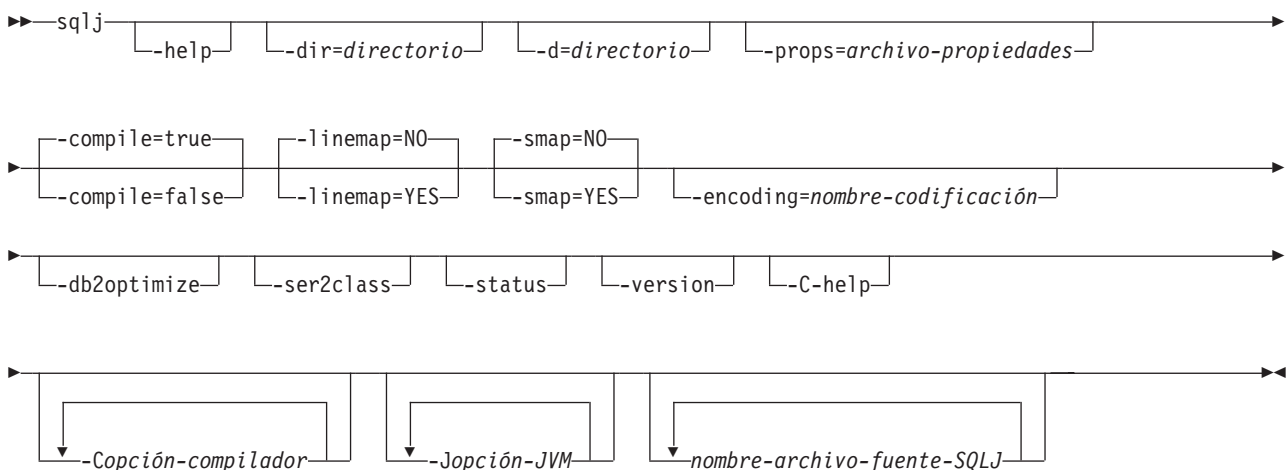 sqlj
-help -dir=directorio -d=directorio -props=archivo-propiedades
-compile=true -linemap=NO -smap=NO
-compile=false -linemap=YES -smap=YES -encoding=nombre-codificación
-db2optimize -ser2class -status -version -C-help
-Copción-compilador -Jopción-JVM nombre-archivo-fuente-SQLJ